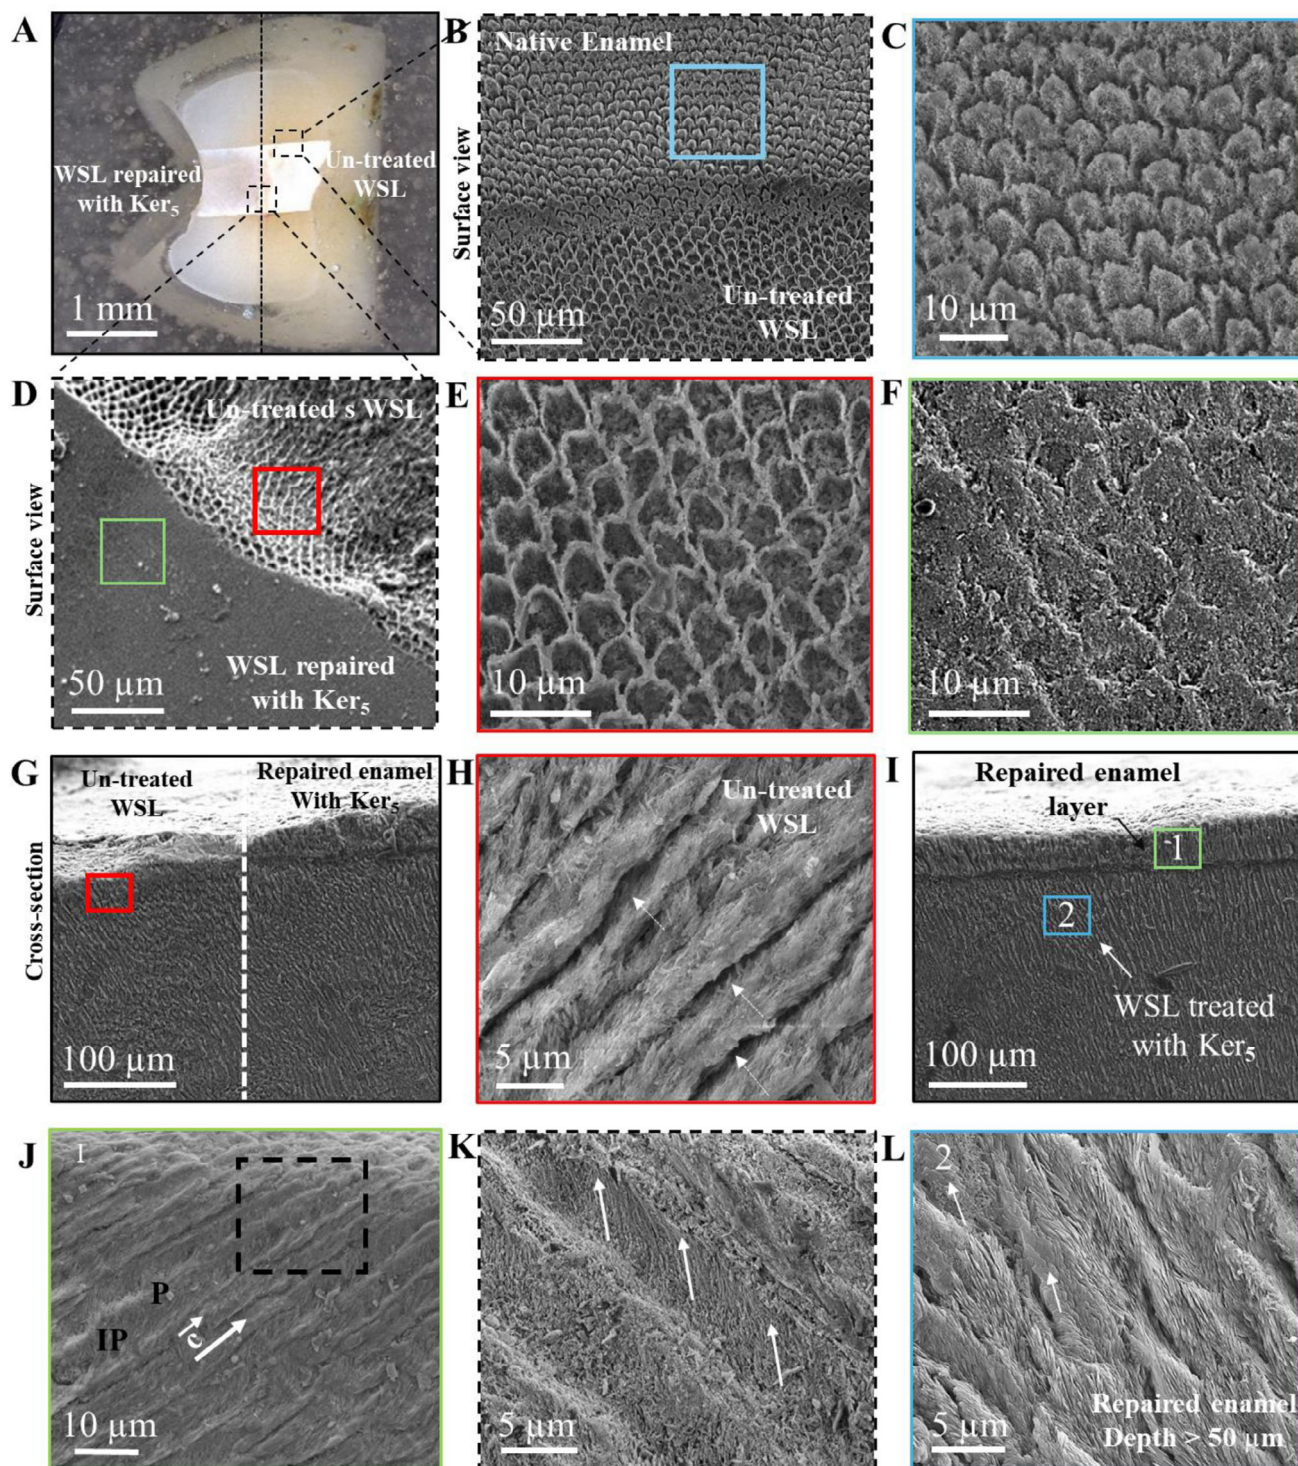 A
WSL repaired
with Ker₅
Un-treated
WSL
1 mm
B
Native Enamel
Surface view
Un-treated
WSL
50 µm
C
10 µm
D
Surface view
Un-treated s WSL
WSL repaired
with Ker₅
50 µm
E
10 µm
F
10 µm
G
Cross-section
Un-treated
WSL
Repaired enamel
With Ker₅
100 µm
H
Un-treated
WSL
5 µm
I
Repaired enamel
layer
1
2
WSL treated
with Ker₅
100 µm
J
1
P
IP
c
10 µm
K
5 µm
L
2
5 µm
Repaired enamel
Depth > 50 µm